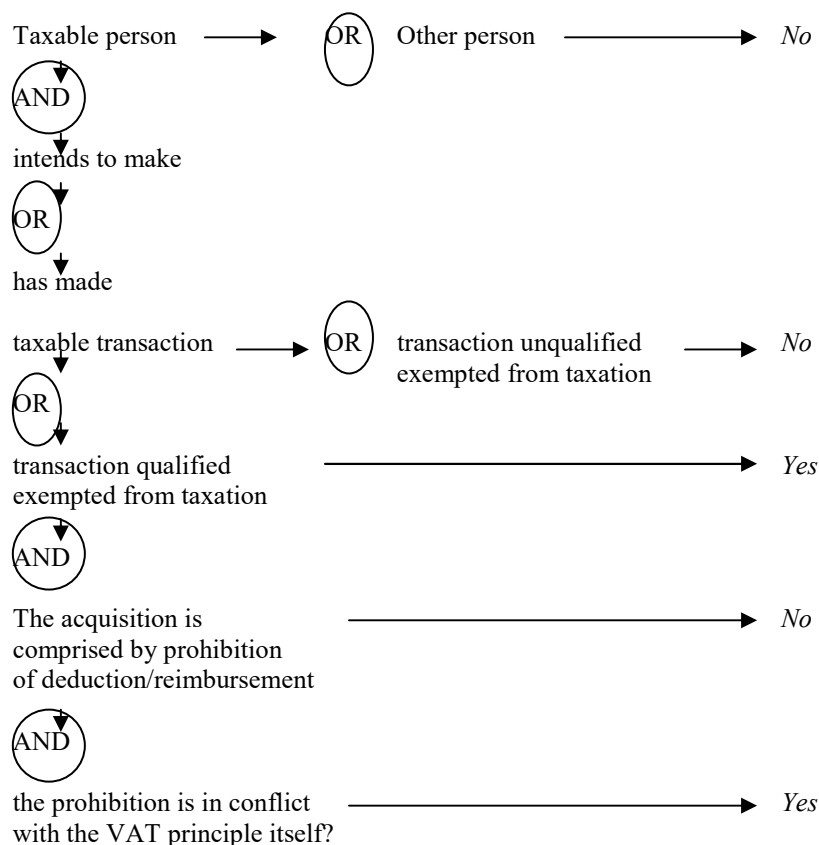 Taxable person OR Other person No
AND
intends to make
OR
has made
taxable transaction OR transaction unqualified No
exempted from taxation
OR
transaction qualified Yes
exempted from taxation
AND
The acquisition is No
comprised by prohibition
of deduction/reimbursement
AND
the prohibition is in conflict Yes
with the VAT principle itself?